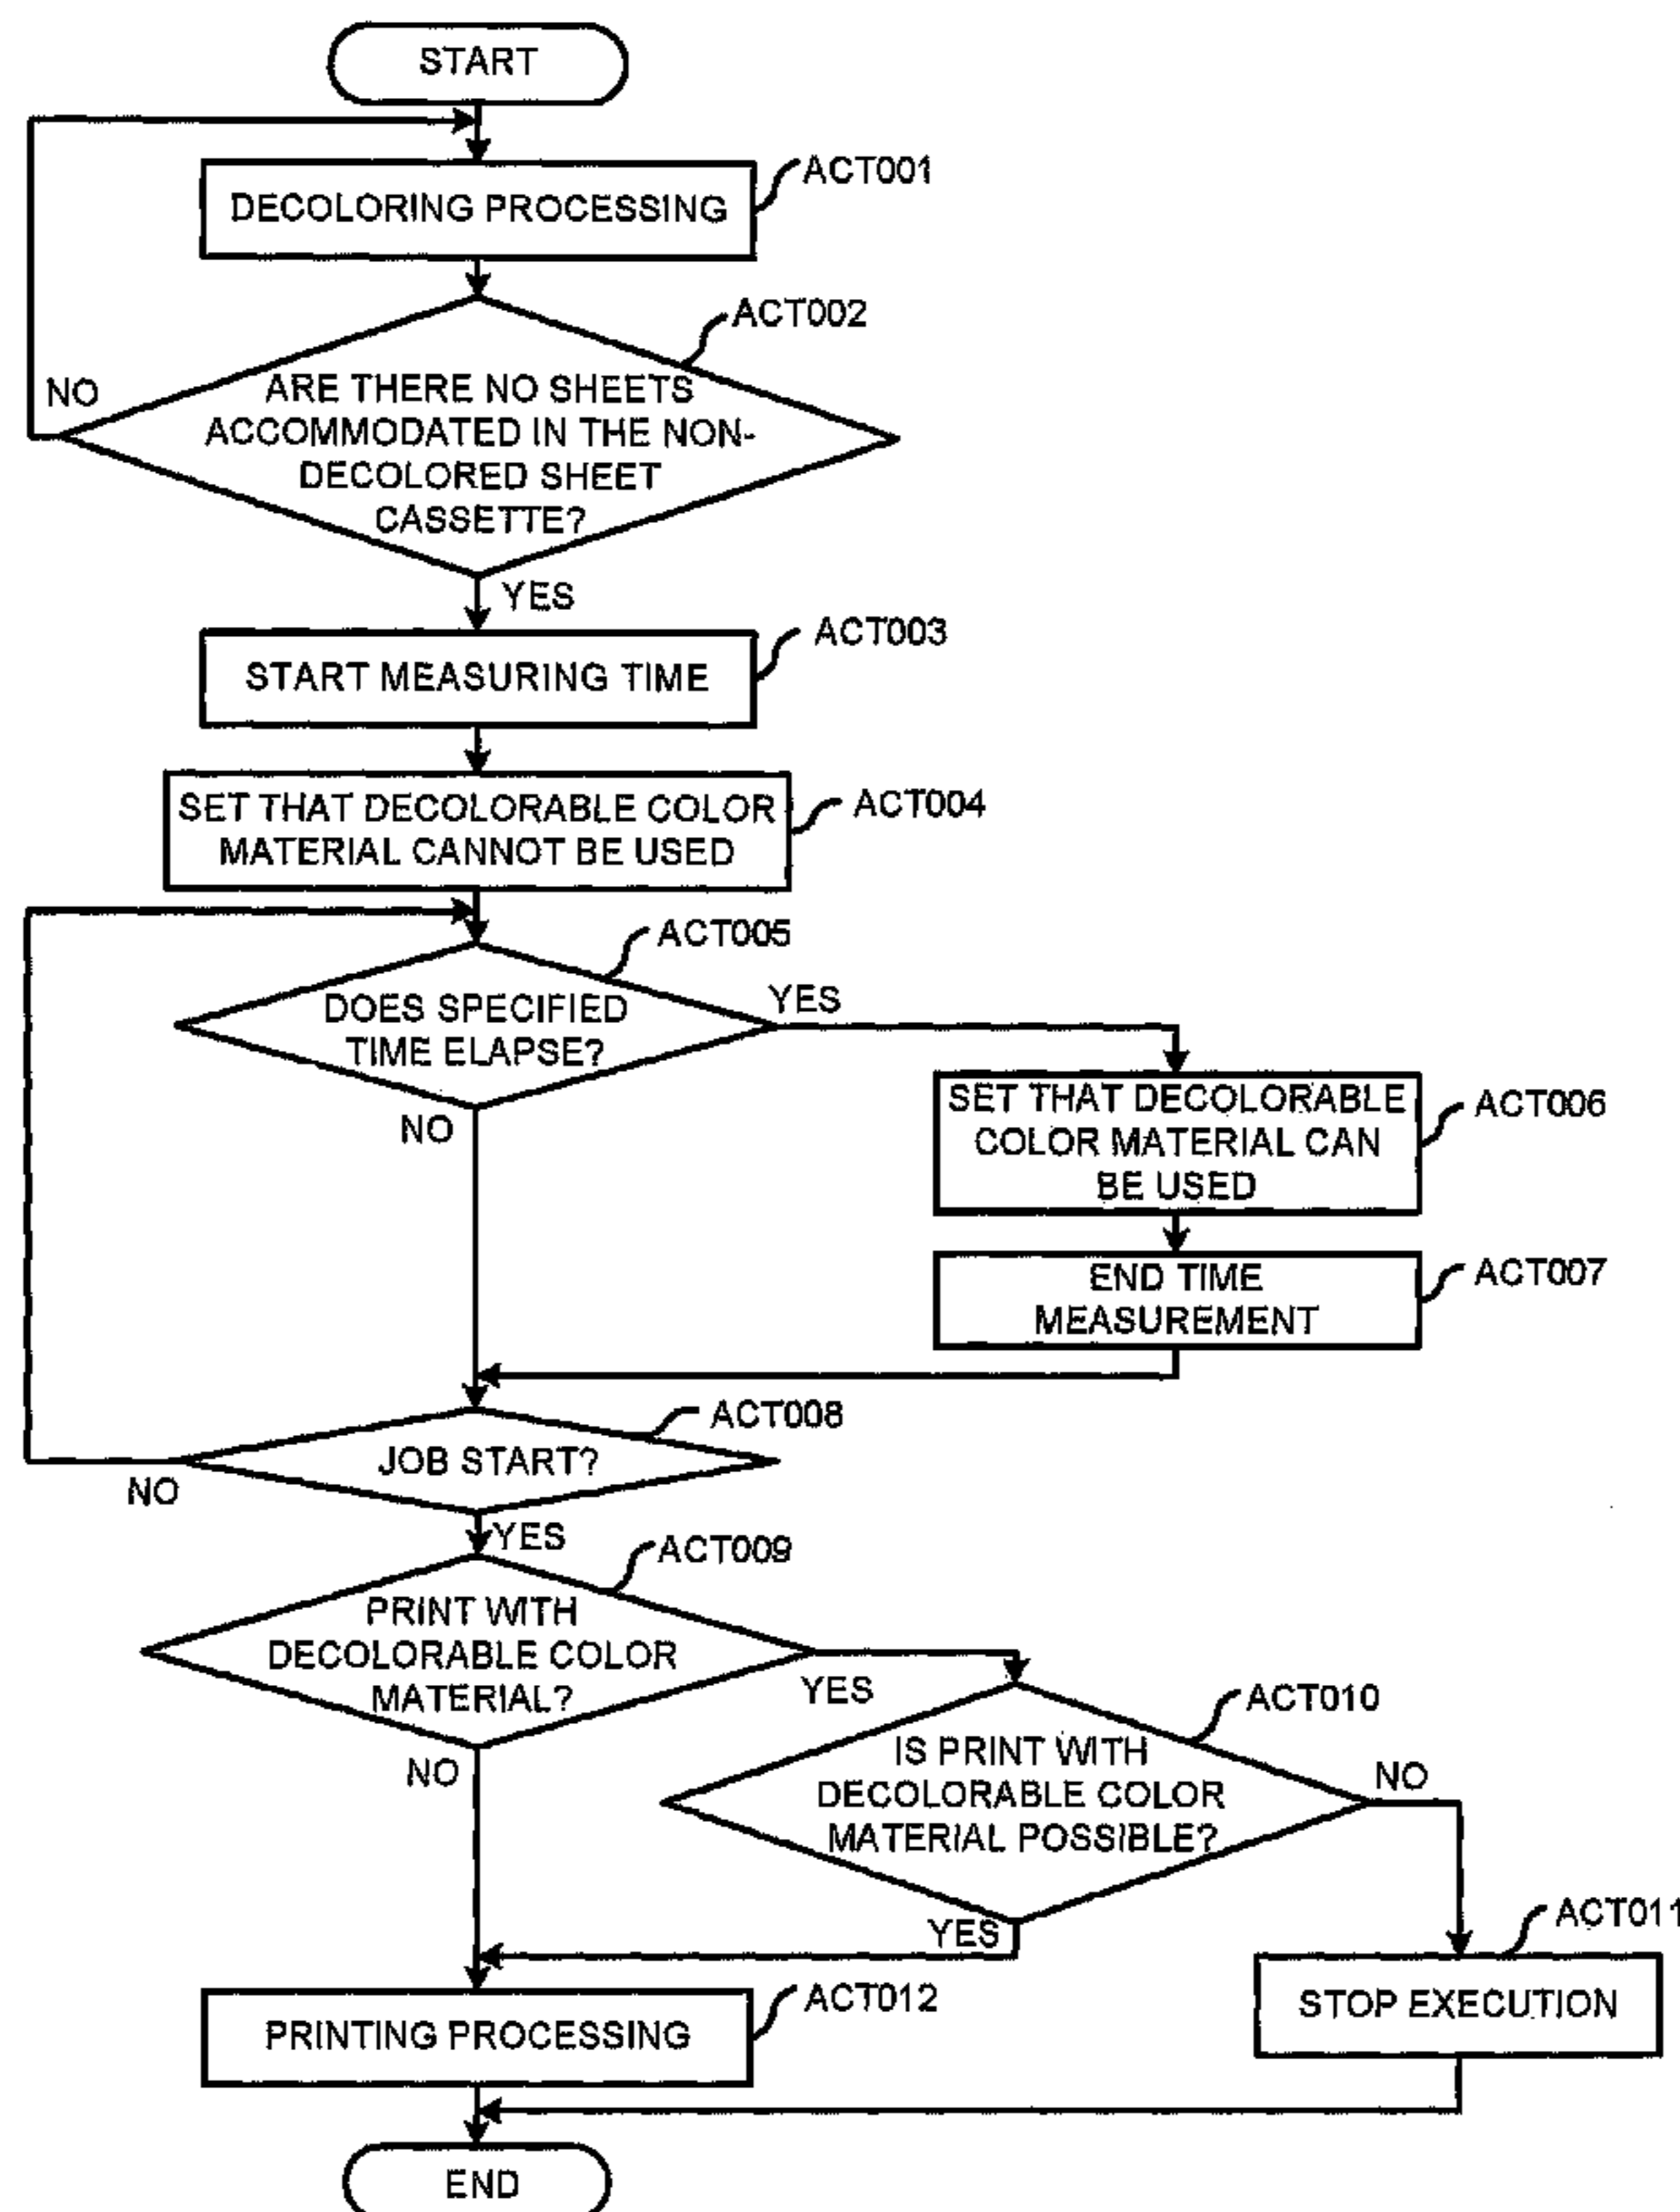 START
ACT001
DECOLORING PROCESSING
ACT002
NO
ARE THERE NO SHEETS
ACCOMMODATED IN THE NON-
DECOLORED SHEET
CASSETTE?
YES
ACT003
START MEASURING TIME
ACT004
SET THAT DECOLORABLE COLOR
MATERIAL CANNOT BE USED
ACT005
DOES SPECIFIED
TIME ELAPSE?
YES
NO
ACT006
SET THAT DECOLORABLE
COLOR MATERIAL CAN
BE USED
ACT007
END TIME
MEASUREMENT
ACT008
JOB START?
NO
YES
ACT009
PRINT WITH
DECOLORABLE COLOR
MATERIAL?
YES
NO
ACT010
IS PRINT WITH
DECOLORABLE COLOR
MATERIAL POSSIBLE?
NO
YES
ACT011
STOP EXECUTION
ACT012
PRINTING PROCESSING
END